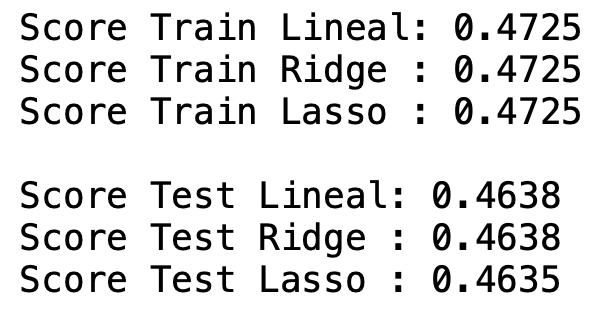 Score Train Lineal: 0.4725
Score Train Ridge : 0.4725
Score Train Lasso : 0.4725

Score Test Lineal: 0.4638
Score Test Ridge : 0.4638
Score Test Lasso : 0.4635